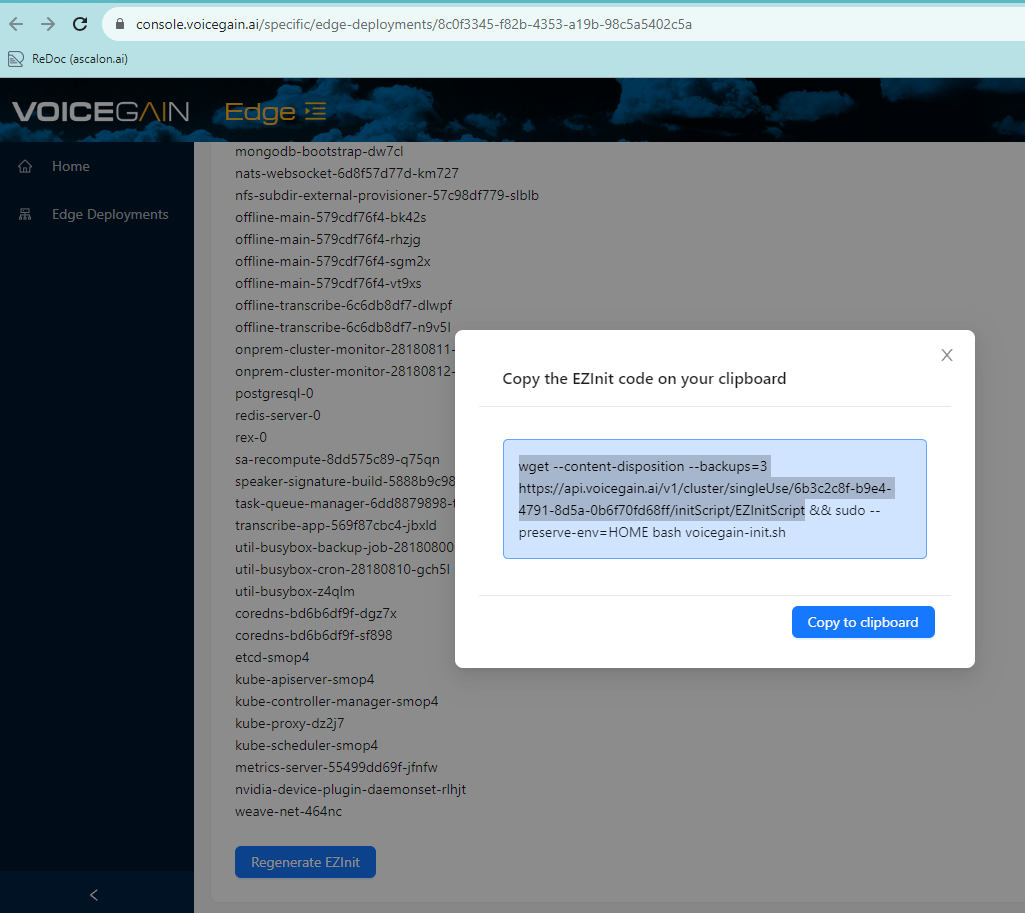 console.voicegain.ai/specific/edge-deployments/8c0f3345-f82b-4353-a19b-98c5a5402c5a
ReDoc (ascalon.ai)
VOICEGAIN
Edge
Home
Edge Deployments
mongodb-bootstrap-dw7cl
nats-websocket-6d8f57d77d-km727
nfs-subdir-external-provisioner-57c98df779-slblb
offline-main-579cdf76f4-bk42s
offline-main-579cdf76f4-rhzjg
offline-main-579cdf76f4-sgm2x
offline-main-579cdf76f4-vt9xs
offline-transcribe-6c6db8df7-dlwpf
offline-transcribe-6c6db8df7-n9v5l
onprem-cluster-monitor-28180811-
onprem-cluster-monitor-28180812-
postgresql-0
redis-server-0
rex-0
sa-recompute-8dd575c89-q75qn
speaker-signature-build-5888b9c98
task-queue-manager-6dd8879898-t
transcribe-app-569f87cbc4-jbxld
util-busybox-backup-job-28180800
util-busybox-cron-28180810-gch5l
util-busybox-z4qlm
coredns-bd6b6df9f-dgz7x
coredns-bd6b6df9f-sf898
etcd-smop4
kube-apiserver-smop4
kube-controller-manager-smop4
kube-proxy-dz2j7
kube-scheduler-smop4
metrics-server-55499dd69f-jfnfw
nvidia-device-plugin-daemonset-rlhjt
weave-net-464nc
Regenerate EZInit
Copy the EZInit code on your clipboard
wget --content-disposition --backups=3
https://api.voicegain.ai/v1/cluster/singleUse/6b3c2c8f-b9e4-
4791-8d5a-0b6f70fd68ff/initScript/EZInitScript && sudo --
preserve-env=HOME bash voicegain-init.sh
Copy to clipboard